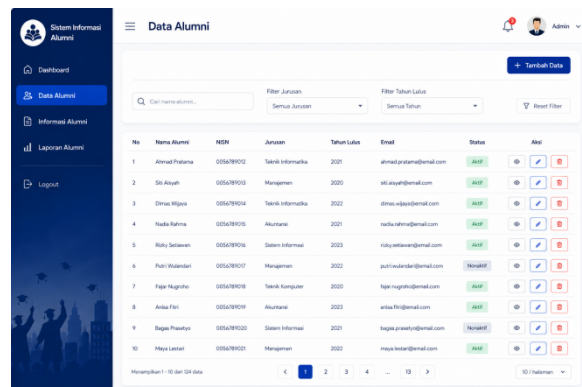 Sistem Informasi
Alumni
Data Alumni
Admin
Dashboard
Data Alumni
Informasi Alumni
Laporan Alumni
Logout
+ Tambah Data
Cari nama alumni...
Filter Jurusan
Semua Jurusan
Filter Tahun Lulus
Semua Tahun
Reset Filter
No Nama Alumni NISN Jurusan Tahun Lulus Email Status Aksi
1 Ahmad Pratama 0056789012 Teknik Informatika 2021 ahmad.pratama@email.com Aktif
2 Siti Aisyah 0056789013 Manajemen 2020 siti.aisyah@email.com Aktif
3 Dimas Wijaya 0056789014 Teknik Informatika 2022 dimas.wijaya@email.com Aktif
4 Nadia Rahma 0056789015 Akuntansi 2021 nadia.rahma@email.com Aktif
5 Rizky Setiawan 0056789016 Sistem Informasi 2023 rizky.setiawan@email.com Aktif
6 Putri Wulandari 0056789017 Manajemen 2022 putri.wulandari@email.com Nonaktif
7 Fajar Nugroho 0056789018 Teknik Komputer 2020 fajar.nugroho@email.com Aktif
8 Anisa Fitri 0056789019 Akuntansi 2023 anisa.fitri@email.com Aktif
9 Bagas Prasetyo 0056789020 Sistem Informasi 2021 bagas.prasetyo@email.com Nonaktif
10 Maya Lestari 0056789021 Manajemen 2022 maya.lestari@email.com Aktif
Menampilkan 1 - 10 dari 124 data
< 1 2 3 4 ... 13 >
10 / halaman